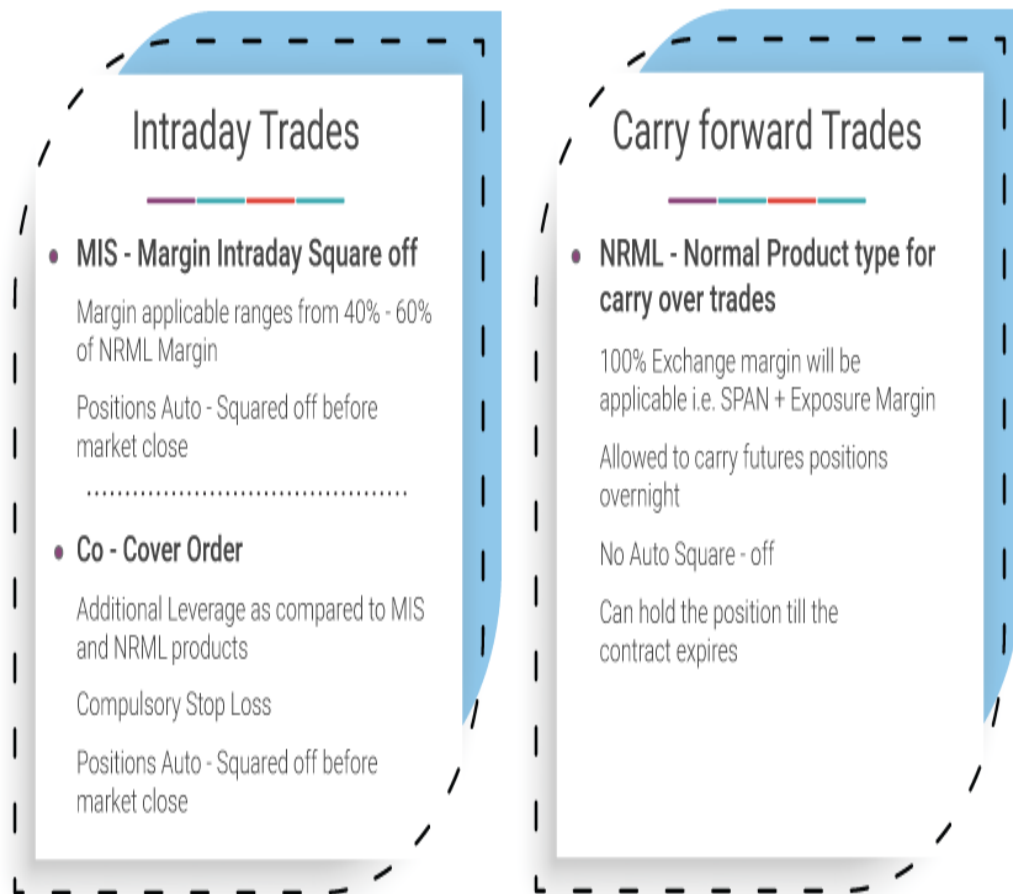 Intraday Trades
MIS - Margin Intraday Square off
Margin applicable ranges from 40% - 60%
of NRML Margin
Positions Auto - Squared off before
market close
Co - Cover Order
Additional Leverage as compared to MIS
and NRML products
Compulsory Stop Loss
Positions Auto - Squared off before
market close
Carry forward Trades
NRML - Normal Product type for
carry over trades
100% Exchange margin will be
applicable i.e. SPAN + Exposure Margin
Allowed to carry futures positions
overnight
No Auto Square - off
Can hold the position till the
contract expires